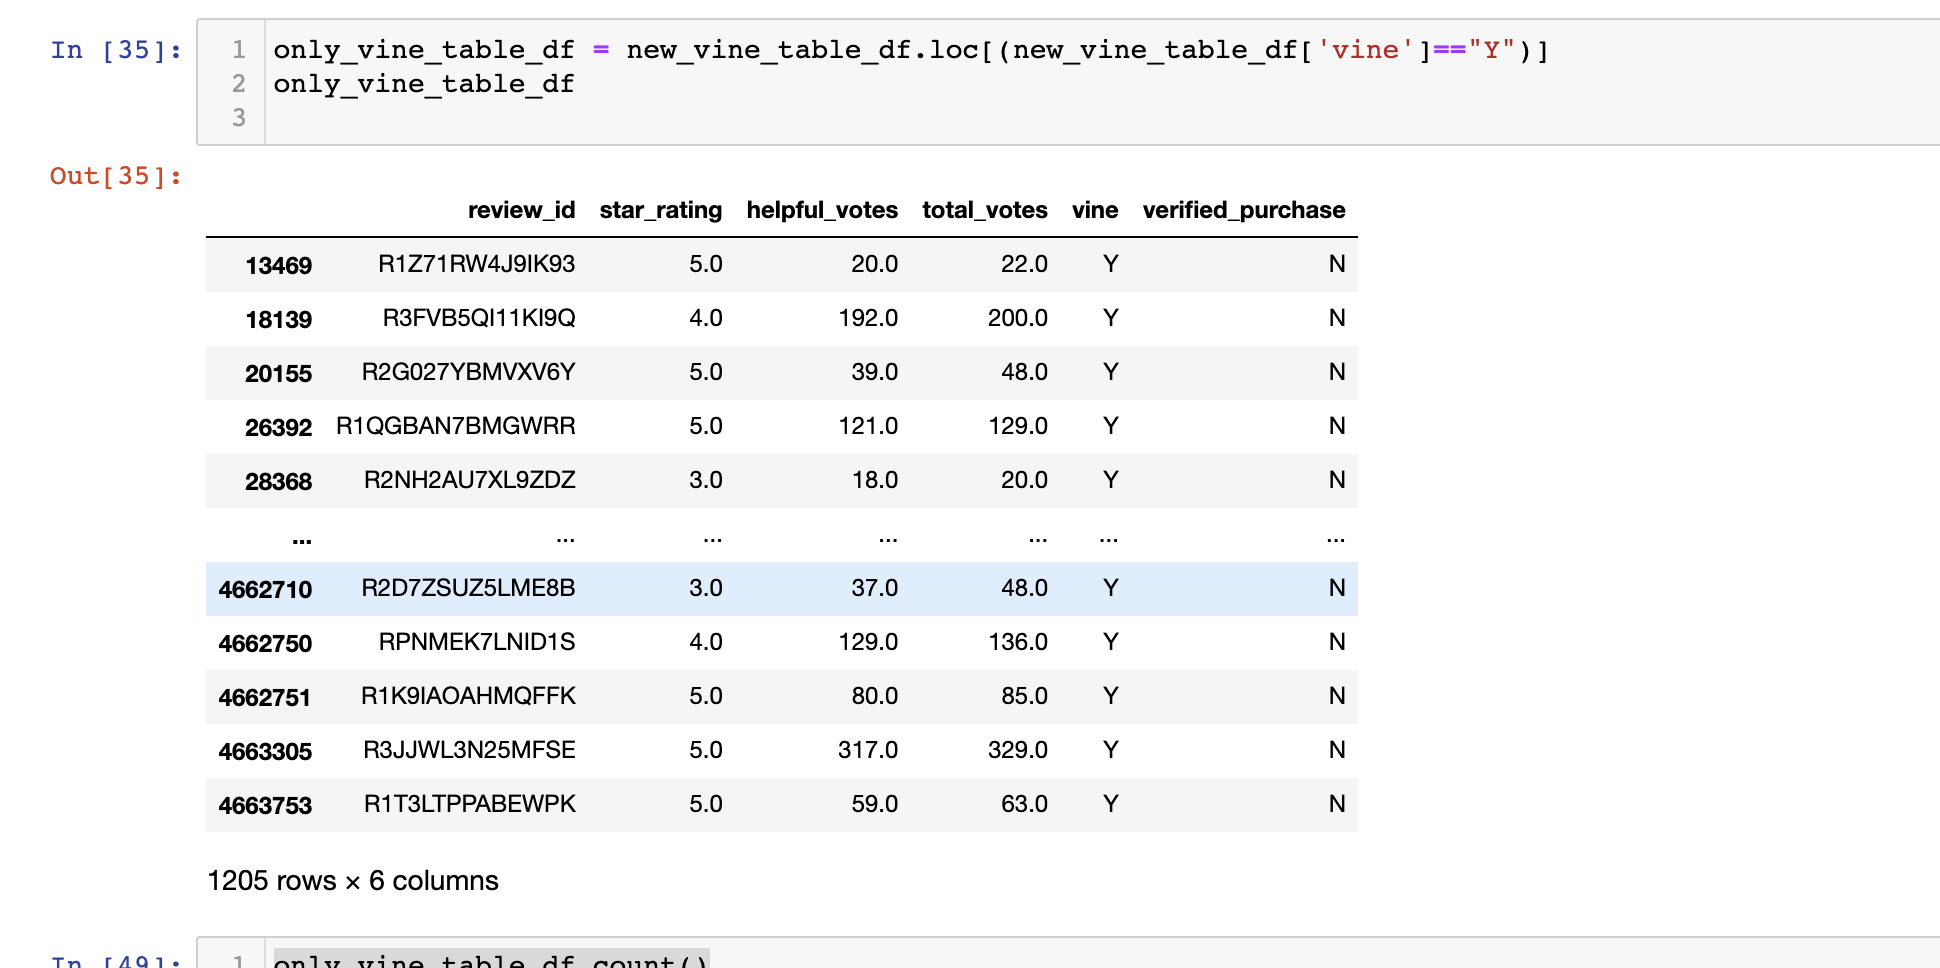 In [35]:
1 only_vine_table_df = new_vine_table_df.loc[(new_vine_table_df['vine']=="Y")]
2 only_vine_table_df
3
Out[35]:
review_id star_rating helpful_votes total_votes vine verified_purchase
13469 R1Z71RW4J9IK93 5.0 20.0 22.0 Y N
18139 R3FVB5QI11KI9Q 4.0 192.0 200.0 Y N
20155 R2G027YBMVXV6Y 5.0 39.0 48.0 Y N
26392 R1QGBAN7BMGWRR 5.0 121.0 129.0 Y N
28368 R2NH2AU7XL9ZDZ 3.0 18.0 20.0 Y N
... ... ... ... ... ... ...
4662710 R2D7ZSUZ5LME8B 3.0 37.0 48.0 Y N
4662750 RPNMEK7LNID1S 4.0 129.0 136.0 Y N
4662751 R1K9IAOAHMQFFK 5.0 80.0 85.0 Y N
4663305 R3JJWL3N25MFSE 5.0 317.0 329.0 Y N
4663753 R1T3LTPPABEWPK 5.0 59.0 63.0 Y N
1205 rows × 6 columns
In [49]:
1 only_vine_table_df.count()